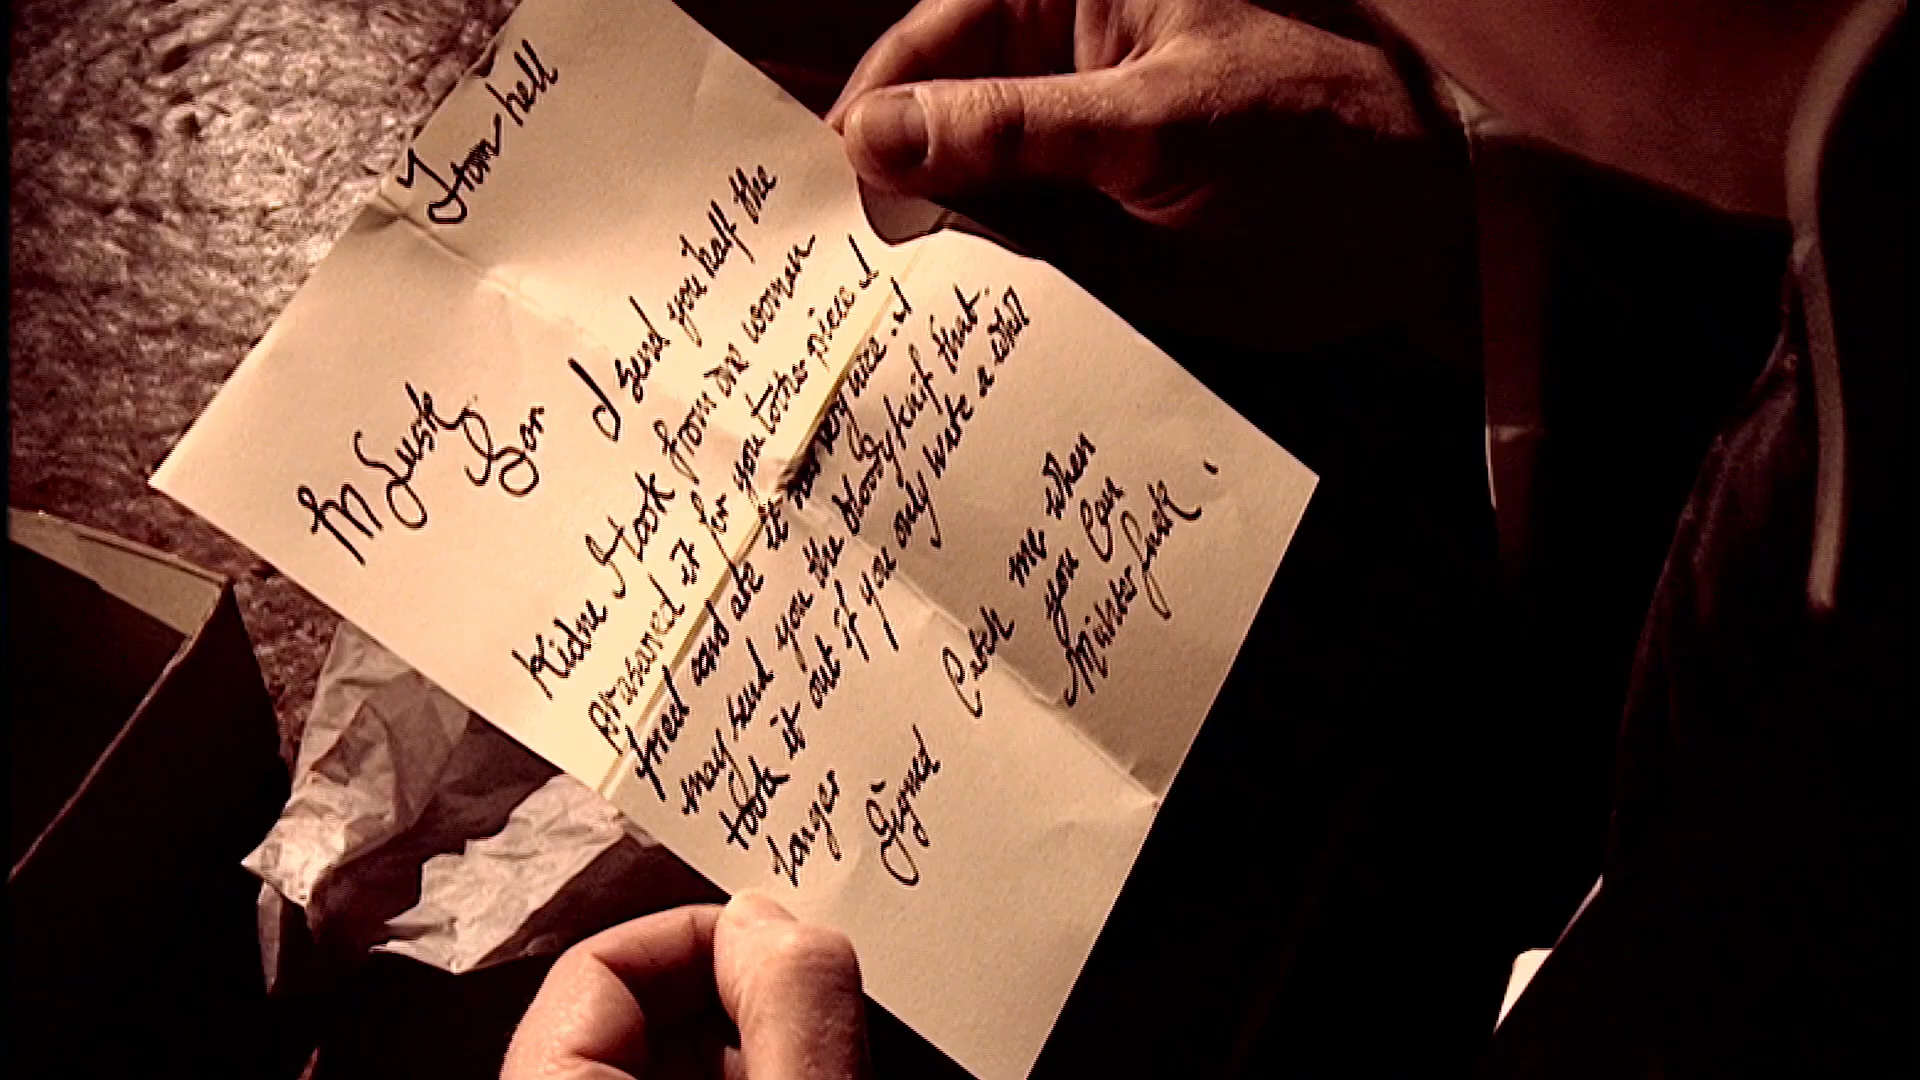 From hell
Mr Lusk
Sor
I send you half the
Kidne I took from one woman
prasarved it for you tother piece I
fried and ate it was very nice. I
may send you the bloody knif that
took it out if you only wate a whil
longer
Signed
Catch me when
you Can
Mishter Lusk.